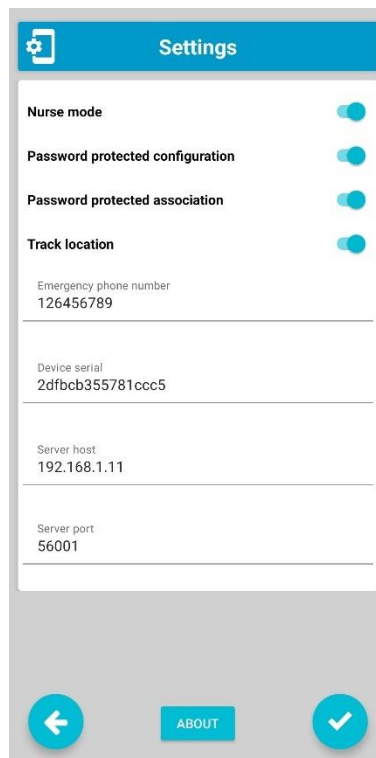 Settings
Nurse mode
Password protected configuration
Password protected association
Track location
Emergency phone number
126456789
Device serial
2dfbcb355781ccc5
Server host
192.168.1.11
Server port
56001
ABOUT